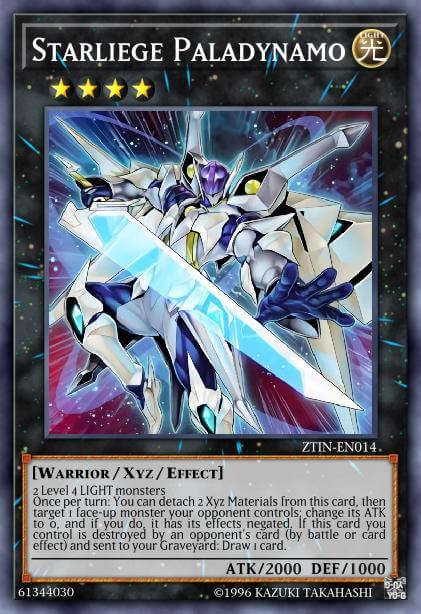 STARLIEGE PALADYNAMO
LIGHT
光
ZTIN-EN014
[WARRIOR / XYZ / EFFECT]
2 Level 4 LIGHT monsters
Once per turn: You can detach 2 Xyz Materials from this card, then
target 1 face-up monster your opponent controls; change its ATK
to 0, and if you do, it has its effects negated. If this card you
control is destroyed by an opponent's card (by battle or card
effect) and sent to your Graveyard: Draw 1 card.
ATK/2000 DEF/1000
61344030
©1996 KAZUKI TAKAHASHI